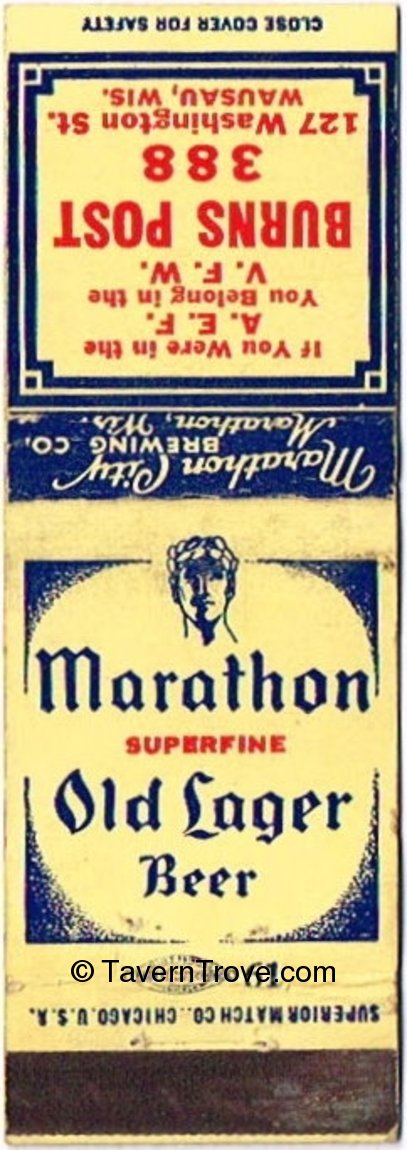 CLOSE COVER FOR SAFETY
If You Were in the
A. E. F.
You Belong in the
V. F. W.
BURNS POST
388
127 Washington St.
WAUSAU, WIS.
Marathon City
BREWING CO.
Marathon, Wis.
Marathon
SUPERFINE
Old Lager
Beer
© TavernTrove.com
SUPERIOR MATCH CO., CHICAGO, U.S.A.